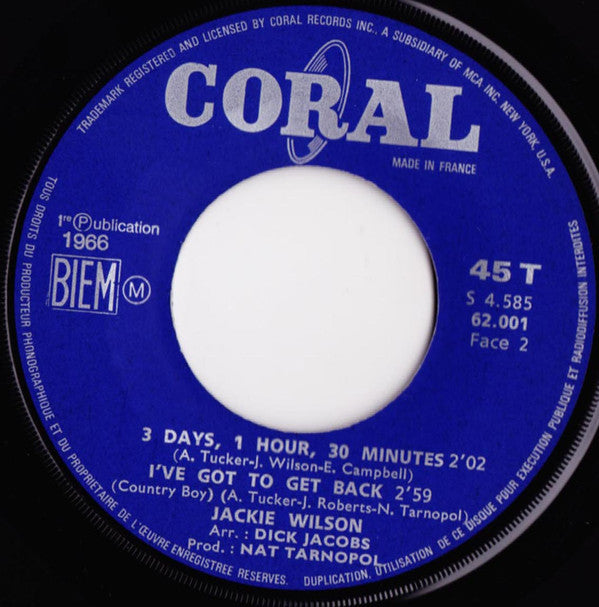 TRADEMARK REGISTERED AND LICENSED BY CORAL RECORDS INC., A SUBSIDIARY OF MCA INC. NEW YORK, U.S.A.
CORAL
MADE IN FRANCE
1re Ⓟublication
1966
BIEM Ⓜ
45 T
S 4.585
62.001
Face 2
3 DAYS, 1 HOUR, 30 MINUTES 2'02
(A. Tucker-J. Wilson-E. Campbell)
I'VE GOT TO GET BACK 2'59
(Country Boy) (A. Tucker-J. Roberts-N. Tarnopol)
JACKIE WILSON
Arr. : DICK JACOBS
Prod. : NAT TARNOPOL
TOUS DROITS DU PRODUCTEUR PHONOGRAPHIQUE ET DU PROPRIETAIRE DE L'ŒUVRE ENREGISTREE RESERVES. DUPLICATION, UTILISATION DE CE DISQUE POUR EXECUTION PUBLIQUE ET RADIODIFFUSION INTERDITES